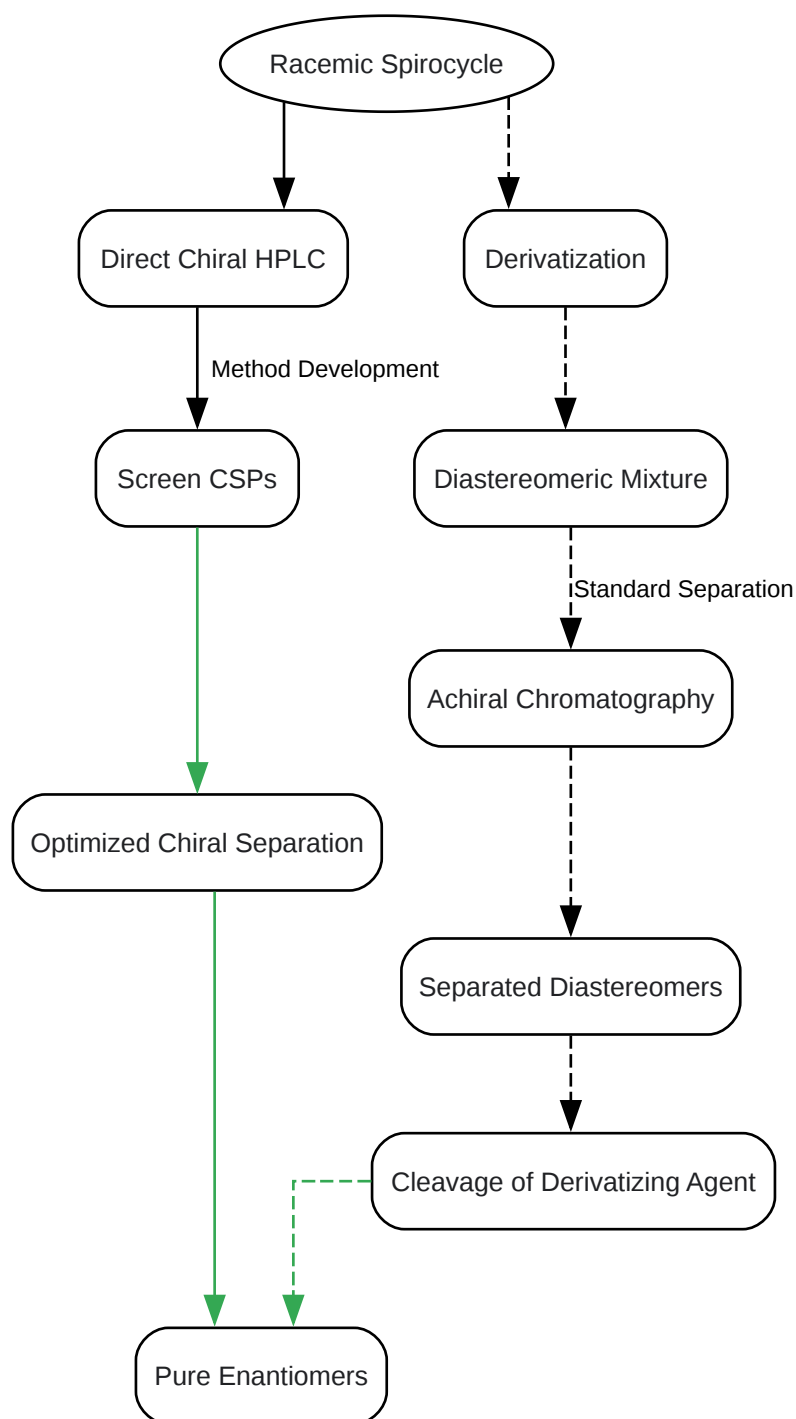 Racemic Spirocycle
Direct Chiral HPLC
Derivatization
Method Development
Screen CSPs
Diastereomeric Mixture
Standard Separation
Achiral Chromatography
Optimized Chiral Separation
Separated Diastereomers
Cleavage of Derivatizing Agent
Pure Enantiomers